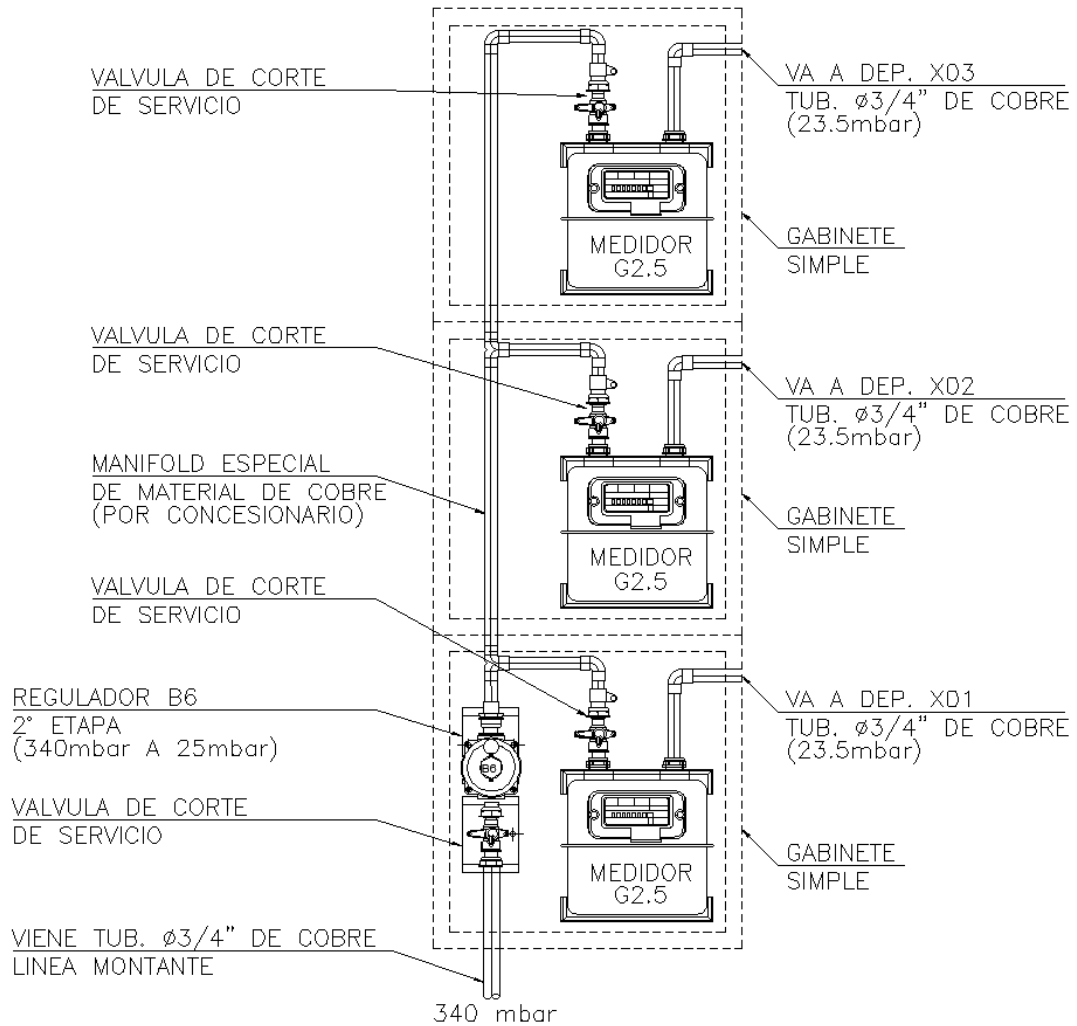 VALVULA DE CORTE
DE SERVICIO
VA A DEP. X03
TUB. ø3/4" DE COBRE
(23.5mbar)
MEDIDOR
G2.5
GABINETE
SIMPLE
VALVULA DE CORTE
DE SERVICIO
VA A DEP. X02
TUB. ø3/4" DE COBRE
(23.5mbar)
MANIFOLD ESPECIAL
DE MATERIAL DE COBRE
(POR CONCESIONARIO)
MEDIDOR
G2.5
GABINETE
SIMPLE
VALVULA DE CORTE
DE SERVICIO
VA A DEP. X01
TUB. ø3/4" DE COBRE
(23.5mbar)
REGULADOR B6
2° ETAPA
(340mbar A 25mbar)
B6
VALVULA DE CORTE
DE SERVICIO
MEDIDOR
G2.5
GABINETE
SIMPLE
VIENE TUB. ø3/4" DE COBRE
LINEA MONTANTE
340 mbar